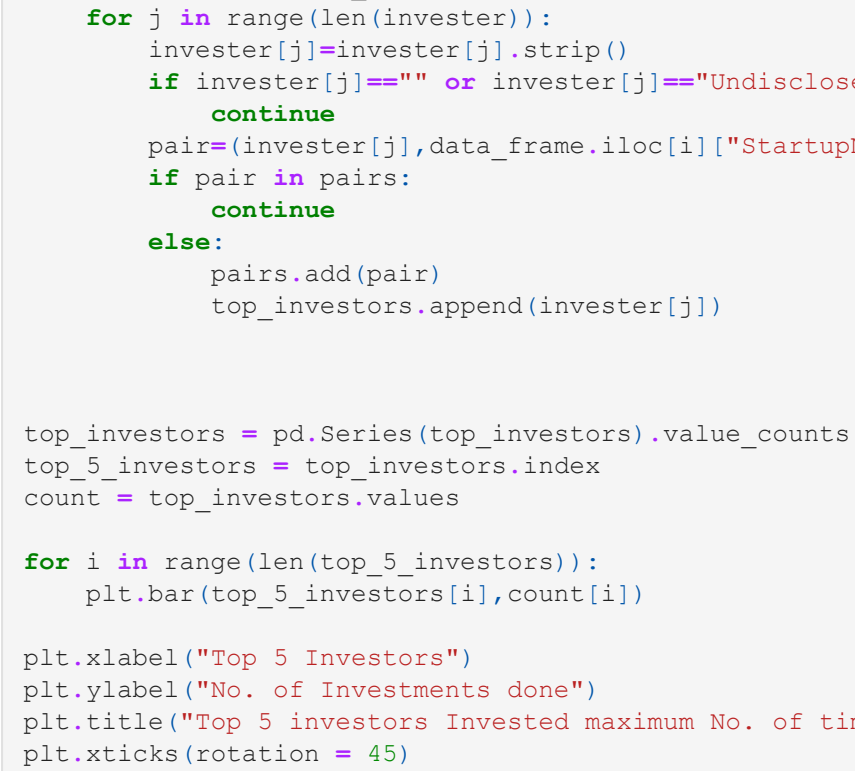 for j in range(len(invester)):
invester[j]=invester[j].strip()
if invester[j]=="" or invester[j]=="Undisclose
continue
pair=(invester[j],data_frame.iloc[i]["Startup
if pair in pairs:
continue
else:
pairs.add(pair)
top_investors.append(invester[j])
top_investors = pd.Series(top_investors).value_counts
top_5_investors = top_investors.index
count = top_investors.values
for i in range(len(top_5_investors)):
plt.bar(top_5_investors[i],count[i])
plt.xlabel("Top 5 Investors")
plt.ylabel("No. of Investments done")
plt.title("Top 5 investors Invested maximum No. of ti
plt.xticks(rotation = 45)